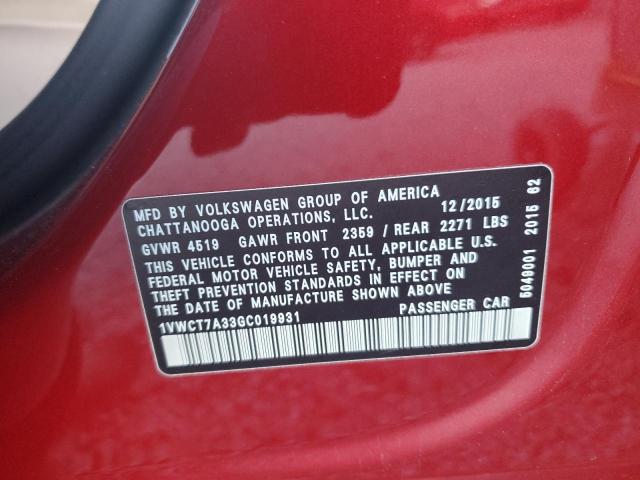 MFD BY VOLKSWAGEN GROUP OF AMERICA
CHATTANOOGA OPERATIONS, LLC. 12/2015
GVWR 4519 GAWR FRONT 2359 / REAR 2271 LBS
THIS VEHICLE CONFORMS TO ALL APPLICABLE U.S.
FEDERAL MOTOR VEHICLE SAFETY, BUMPER AND
THEFT PREVENTION STANDARDS IN EFFECT ON
THE DATE OF MANUFACTURE SHOWN ABOVE
1VWCT7A33GC019931 PASSENGER CAR
5049001 2015 62